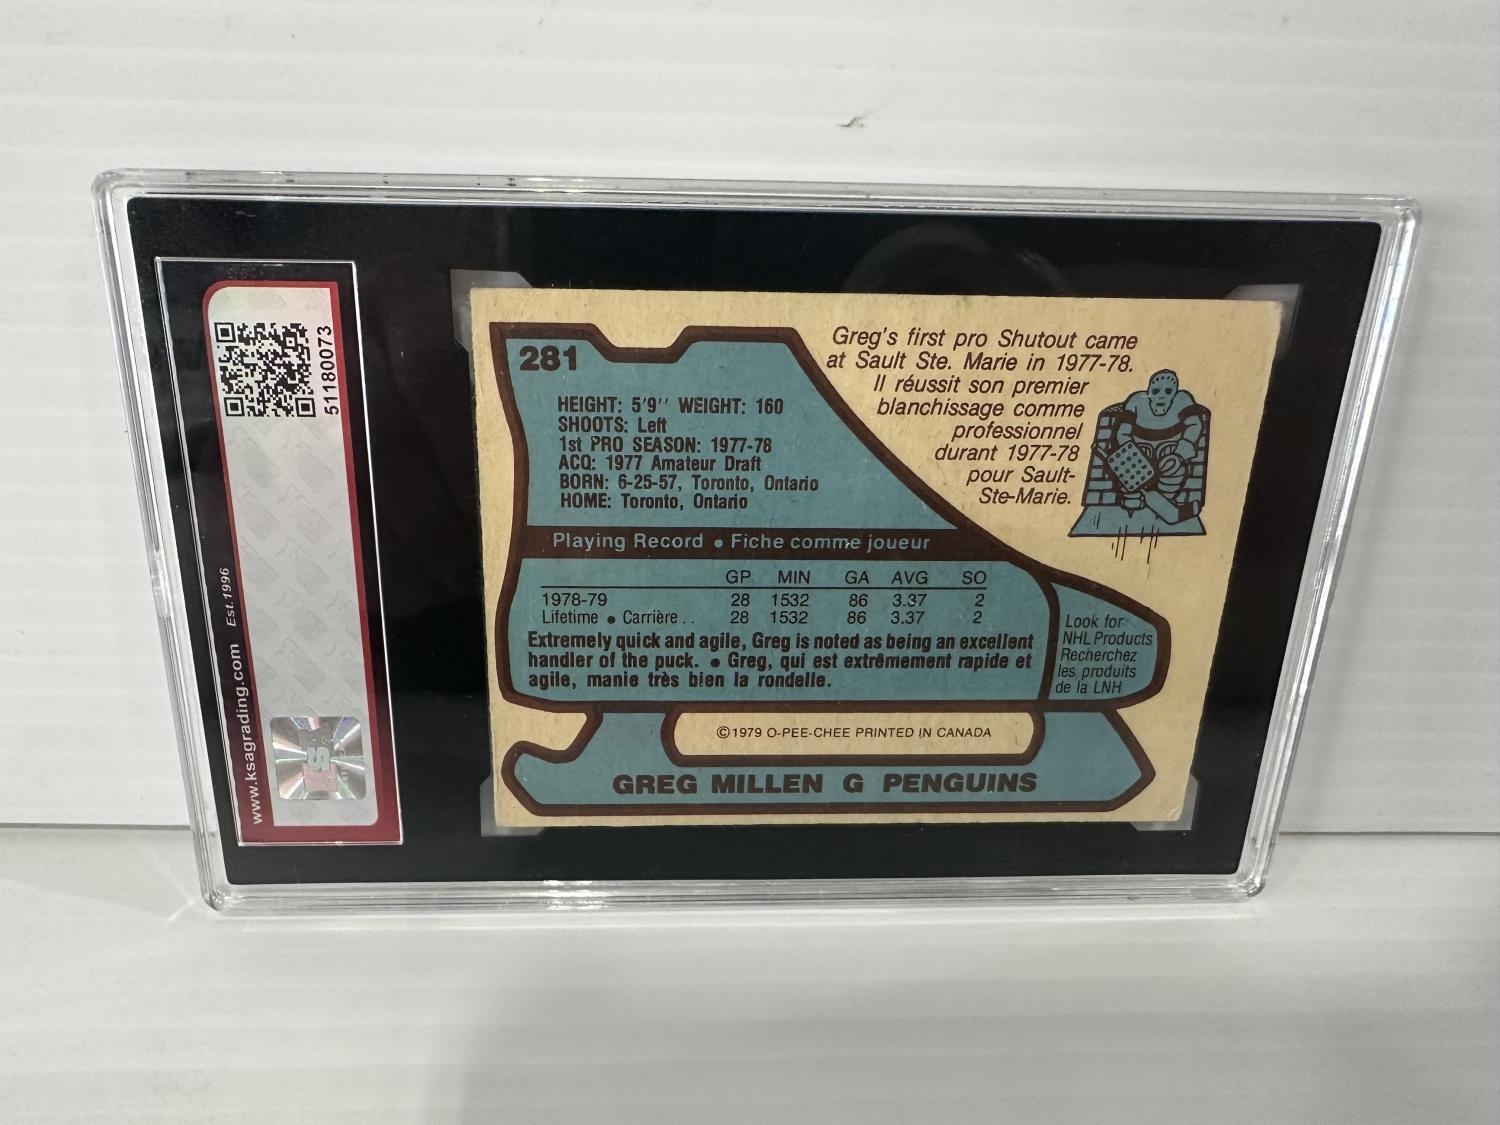 51180073
www.ksagrading.com Est.1996
281
HEIGHT: 5'9'' WEIGHT: 160
SHOOTS: Left
1st PRO SEASON: 1977-78
ACQ: 1977 Amateur Draft
BORN: 6-25-57, Toronto, Ontario
HOME: Toronto, Ontario
Greg's first pro Shutout came
at Sault Ste. Marie in 1977-78.
Il réussit son premier
blanchissage comme
professionnel
durant 1977-78
pour Sault-
Ste-Marie.
Playing Record • Fiche comme joueur
GP MIN GA AVG SO
1978-79 28 1532 86 3.37 2
Lifetime • Carrière . . 28 1532 86 3.37 2
Extremely quick and agile, Greg is noted as being an excellent
handler of the puck. • Greg, qui est extrêmement rapide et
agile, manie très bien la rondelle.
Look for
NHL Products
Recherchez
les produits
de la LNH
©1979 O-PEE-CHEE PRINTED IN CANADA
GREG MILLEN G PENGUINS